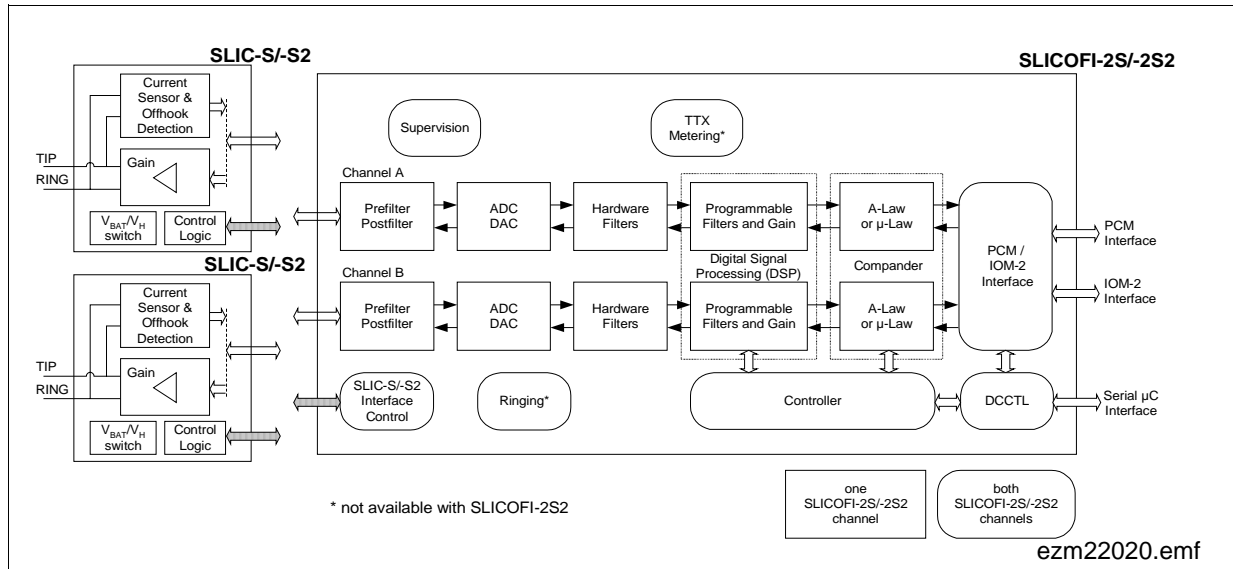 SLIC-S/-S2
SLICOFI-2S/-2S2
Current
Sensor &
Offhook
Detection
TIP
RING
Gain
VBAT/VH
switch
Control
Logic
SLIC-S/-S2
Current
Sensor &
Offhook
Detection
TIP
RING
Gain
VBAT/VH
switch
Control
Logic
Supervision
TTX
Metering*
Channel A
Prefilter
Postfilter
ADC
DAC
Hardware
Filters
Programmable
Filters and Gain
A-Law
or µ-Law
PCM /
IOM-2
Interface
PCM
Interface
IOM-2
Interface
Digital Signal
Processing (DSP)
Compander
Channel B
Prefilter
Postfilter
ADC
DAC
Hardware
Filters
Programmable
Filters and Gain
A-Law
or µ-Law
SLIC-S/-S2
Interface
Control
Ringing*
Controller
DCCTL
Serial µC
Interface
* not available with SLICOFI-2S2
one
SLICOFI-2S/-2S2
channel
both
SLICOFI-2S/-2S2
channels
ezm22020.emf